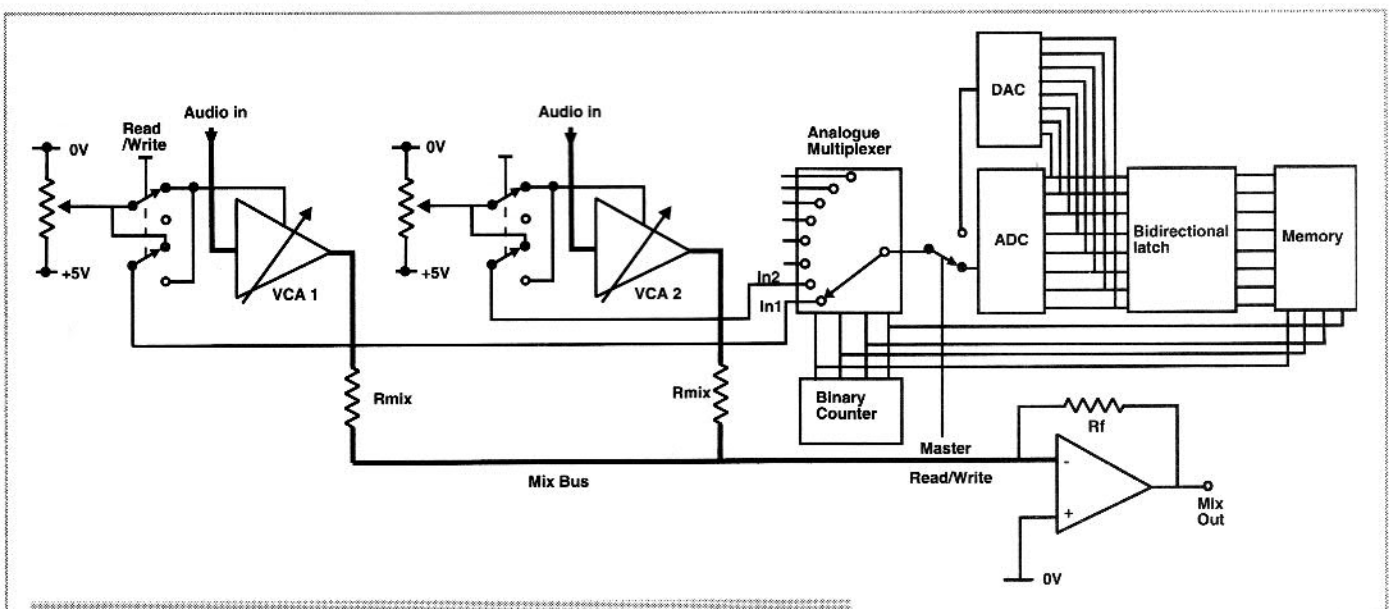 DAC
Audio in
Audio in
Read
/Write
0V
0V
Analogue
Multiplexer
ADC
Bidirectional
latch
Memory
+5V
VCA 1
+5V
VCA 2
In2
In1
Rmix
Rmix
Binary
Counter
Rf
Master
Mix Bus
Read/Write
-
+
Mix
Out
0V